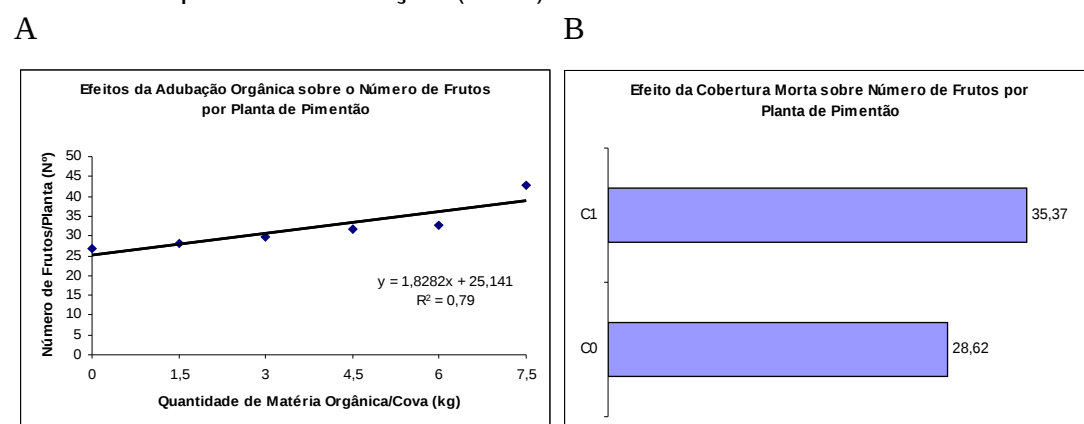 A
B
Efeitos da Adubação Orgânica sobre o Número de Frutos
por Planta de Pimentão
Número de Frutos/Planta (Nº)
50
45
40
35
30
25
20
15
10
5
0
y = 1,8282x + 25,141
R² = 0,79
0 1,5 3 4,5 6 7,5
Quantidade de Matéria Orgânica/Cova (kg)
Efeito da Cobertura Morta sobre Número de Frutos por
Planta de Pimentão
C1
35,37
C0
28,62